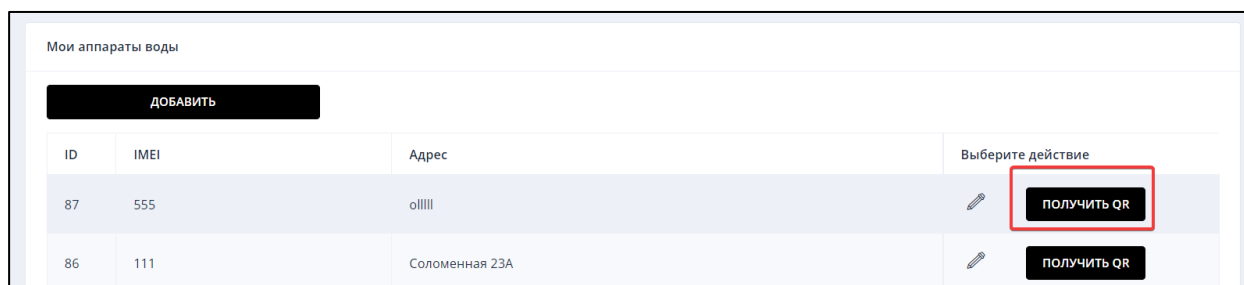 Мои аппараты воды
ДОБАВИТЬ
ID IMEI Адрес Выберите действие
87 555 olllll ПОЛУЧИТЬ QR
86 111 Соломенная 23А ПОЛУЧИТЬ QR